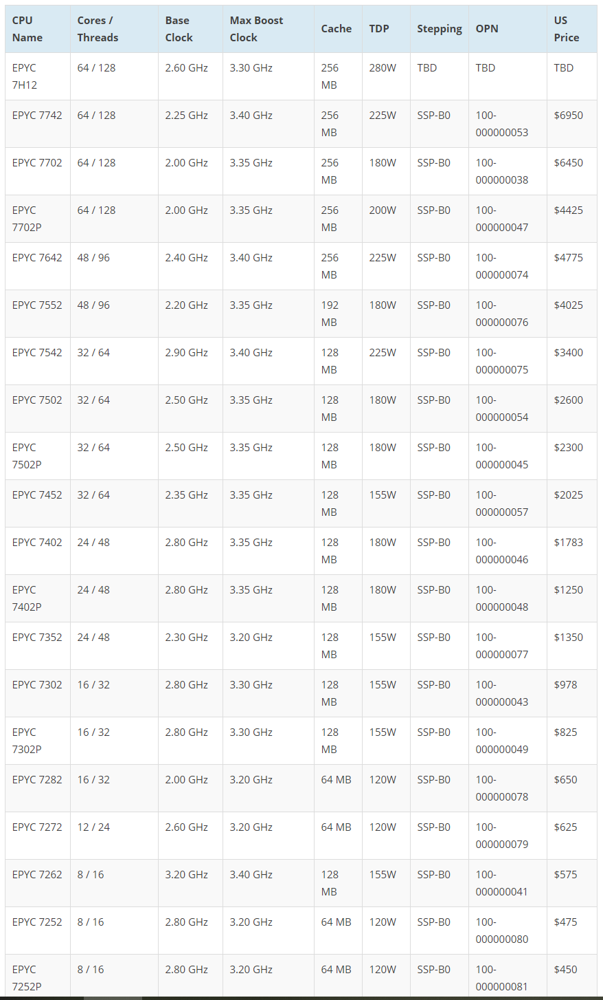 CPU Name | Cores / Threads | Base Clock | Max Boost Clock | Cache | TDP | Stepping | OPN | US Price
EPYC 7H12 | 64 / 128 | 2.60 GHz | 3.30 GHz | 256 MB | 280W | TBD | TBD | TBD
EPYC 7742 | 64 / 128 | 2.25 GHz | 3.40 GHz | 256 MB | 225W | SSP-B0 | 100-000000053 | $6950
EPYC 7702 | 64 / 128 | 2.00 GHz | 3.35 GHz | 256 MB | 180W | SSP-B0 | 100-000000038 | $6450
EPYC 7702P | 64 / 128 | 2.00 GHz | 3.35 GHz | 256 MB | 200W | SSP-B0 | 100-000000047 | $4425
EPYC 7642 | 48 / 96 | 2.40 GHz | 3.40 GHz | 256 MB | 225W | SSP-B0 | 100-000000074 | $4775
EPYC 7552 | 48 / 96 | 2.20 GHz | 3.35 GHz | 192 MB | 180W | SSP-B0 | 100-000000076 | $4025
EPYC 7542 | 32 / 64 | 2.90 GHz | 3.40 GHz | 128 MB | 225W | SSP-B0 | 100-000000075 | $3400
EPYC 7502 | 32 / 64 | 2.50 GHz | 3.35 GHz | 128 MB | 180W | SSP-B0 | 100-000000054 | $2600
EPYC 7502P | 32 / 64 | 2.50 GHz | 3.35 GHz | 128 MB | 180W | SSP-B0 | 100-000000045 | $2300
EPYC 7452 | 32 / 64 | 2.35 GHz | 3.35 GHz | 128 MB | 155W | SSP-B0 | 100-000000057 | $2025
EPYC 7402 | 24 / 48 | 2.80 GHz | 3.35 GHz | 128 MB | 180W | SSP-B0 | 100-000000046 | $1783
EPYC 7402P | 24 / 48 | 2.80 GHz | 3.35 GHz | 128 MB | 180W | SSP-B0 | 100-000000048 | $1250
EPYC 7352 | 24 / 48 | 2.30 GHz | 3.20 GHz | 128 MB | 155W | SSP-B0 | 100-000000077 | $1350
EPYC 7302 | 16 / 32 | 2.80 GHz | 3.30 GHz | 128 MB | 155W | SSP-B0 | 100-000000043 | $978
EPYC 7302P | 16 / 32 | 2.80 GHz | 3.30 GHz | 128 MB | 155W | SSP-B0 | 100-000000049 | $825
EPYC 7282 | 16 / 32 | 2.00 GHz | 3.20 GHz | 64 MB | 120W | SSP-B0 | 100-000000078 | $650
EPYC 7272 | 12 / 24 | 2.60 GHz | 3.20 GHz | 64 MB | 120W | SSP-B0 | 100-000000079 | $625
EPYC 7262 | 8 / 16 | 3.20 GHz | 3.40 GHz | 128 MB | 155W | SSP-B0 | 100-000000041 | $575
EPYC 7252 | 8 / 16 | 2.80 GHz | 3.20 GHz | 64 MB | 120W | SSP-B0 | 100-000000080 | $475
EPYC 7252P | 8 / 16 | 2.80 GHz | 3.20 GHz | 64 MB | 120W | SSP-B0 | 100-000000081 | $450